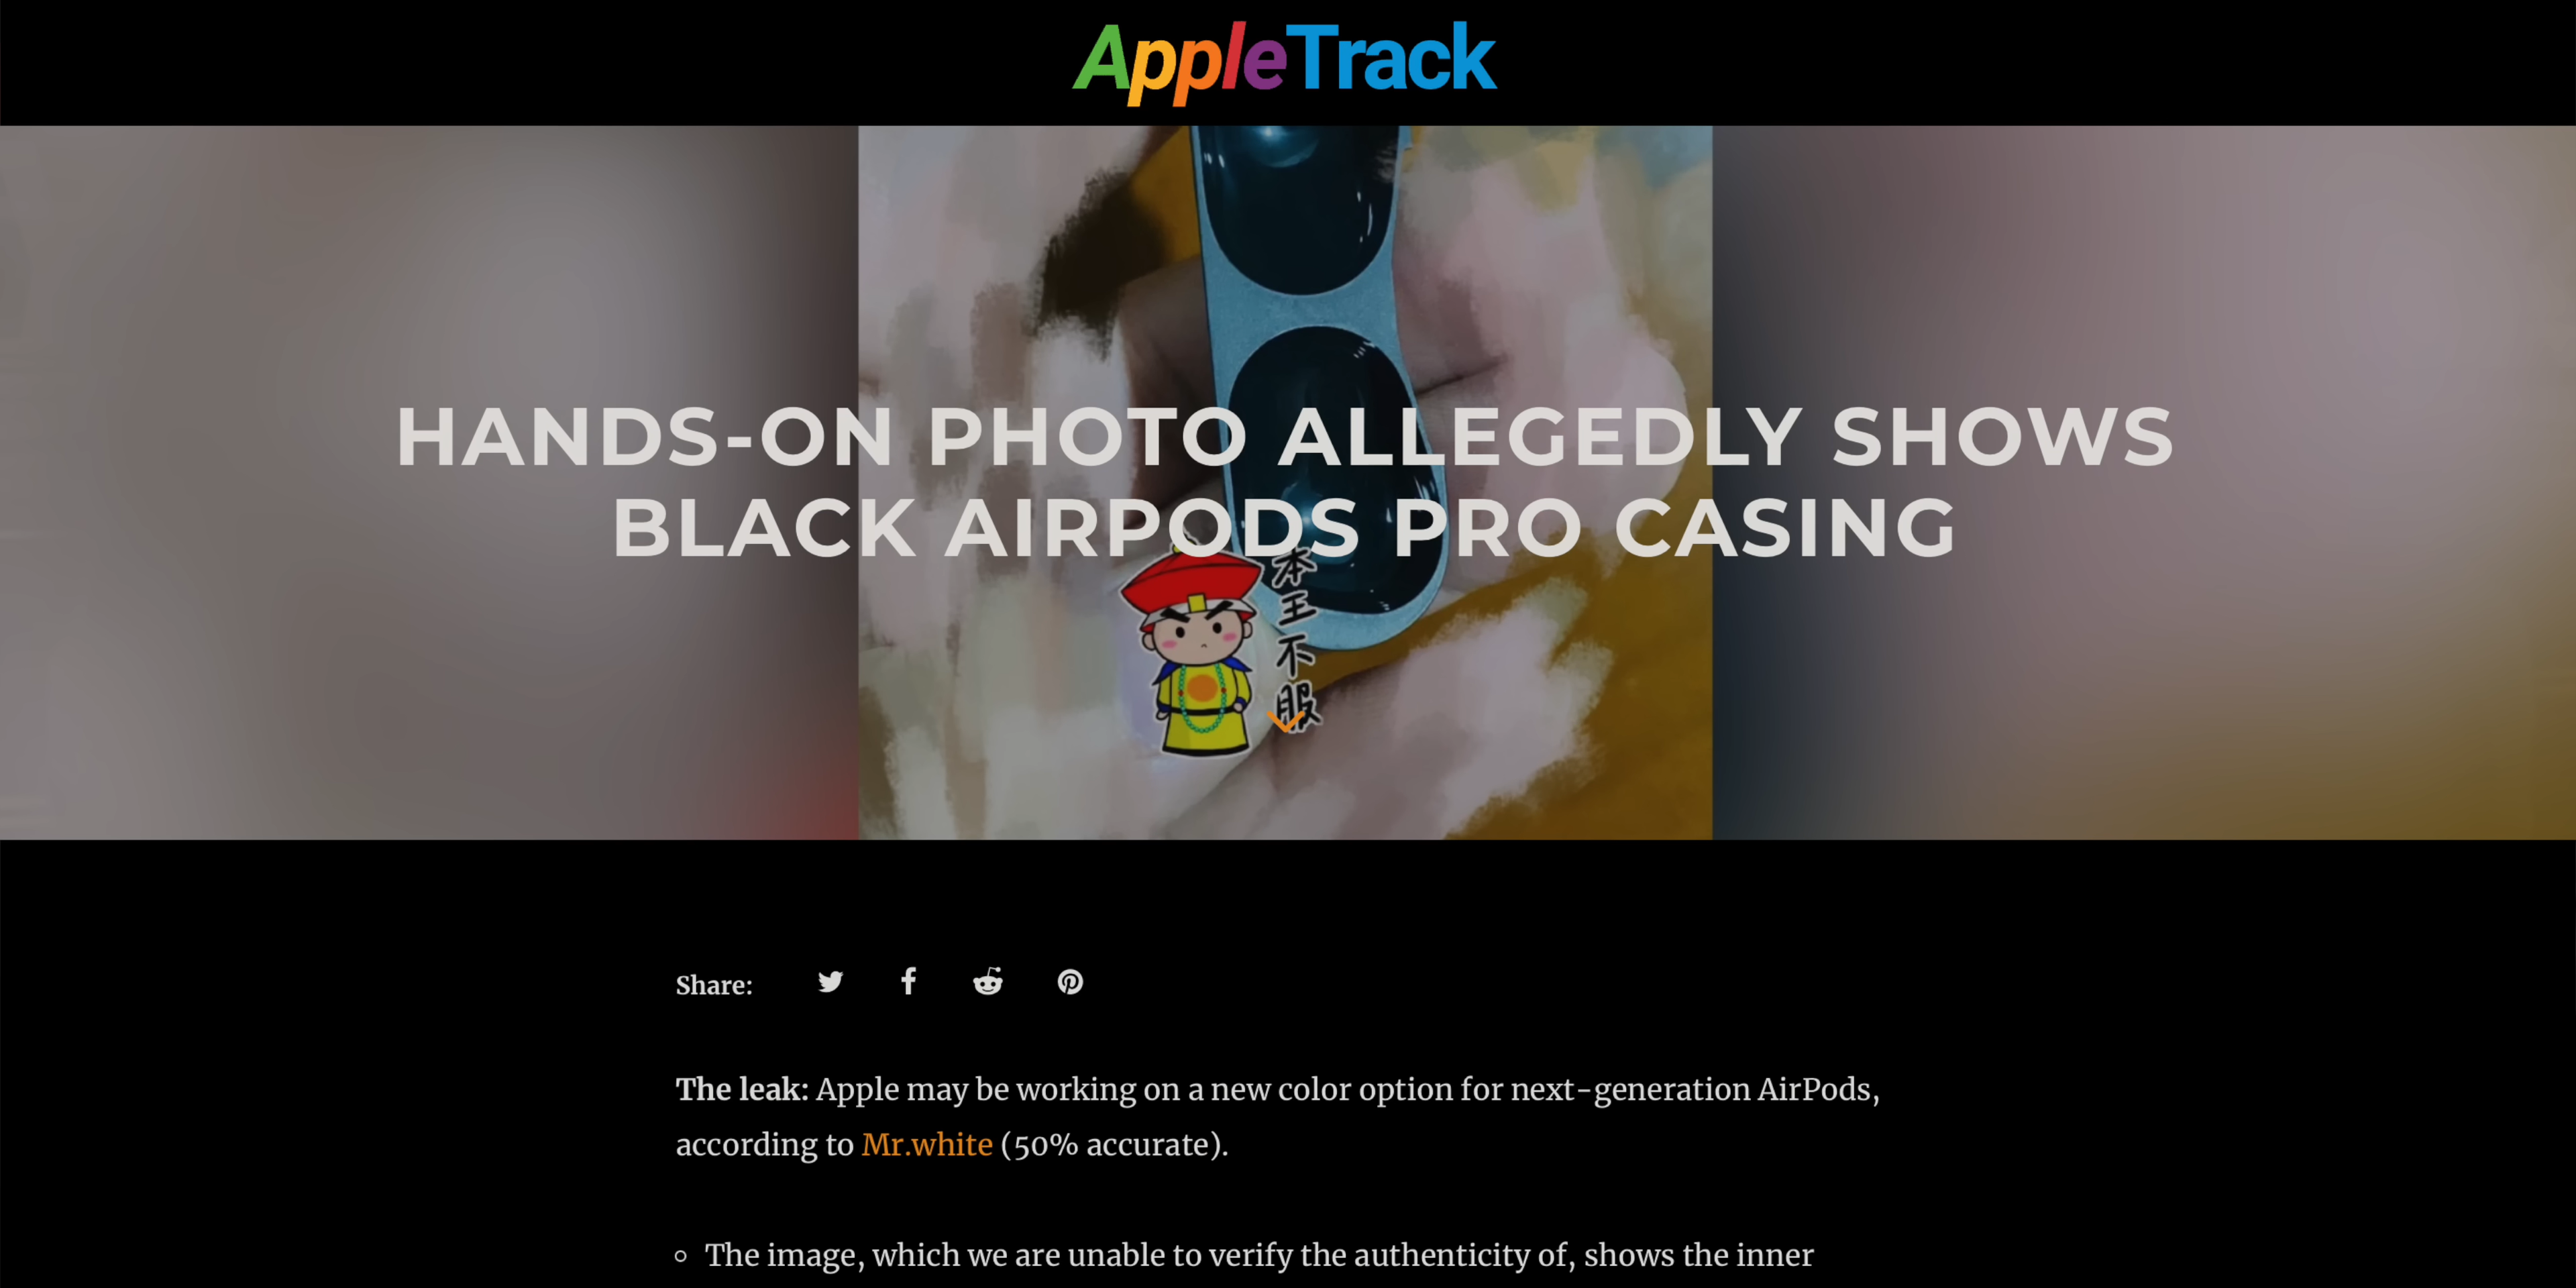 AppleTrack
HANDS-ON PHOTO ALLEGEDLY SHOWS
BLACK AIRPODS PRO CASING
本王不服
Share:
The leak: Apple may be working on a new color option for next-generation AirPods,
according to Mr.white (50% accurate).
The image, which we are unable to verify the authenticity of, shows the inner